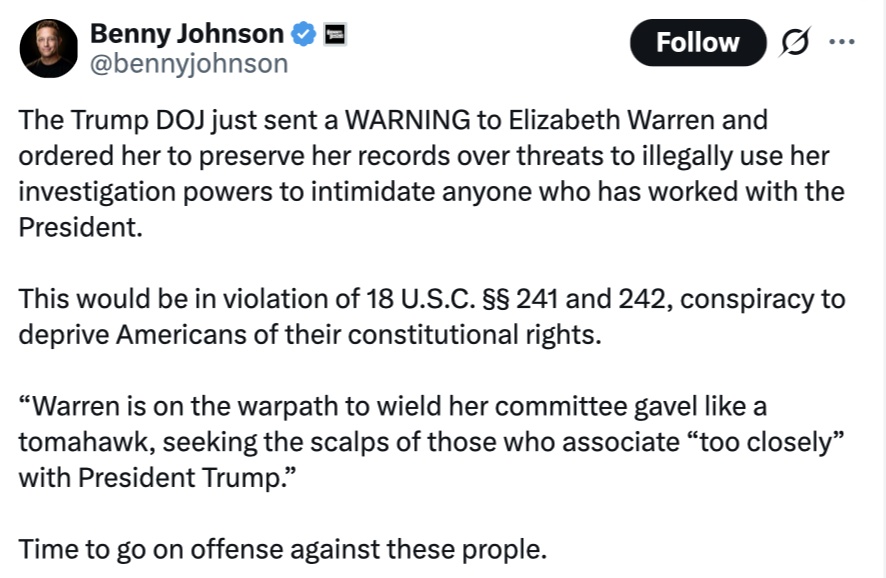 Benny Johnson
Follow
@bennyjohnson
The Trump DOJ just sent a WARNING to Elizabeth Warren and
ordered her to preserve her records over threats to illegally use her
investigation powers to intimidate anyone who has worked with the
President.
This would be in violation of 18 U.S.C. §§ 241 and 242, conspiracy to
deprive Americans of their constitutional rights.
“Warren is on the warpath to wield her committee gavel like a
tomahawk, seeking the scalps of those who associate “too closely”
with President Trump.”
Time to go on offense against these prople.